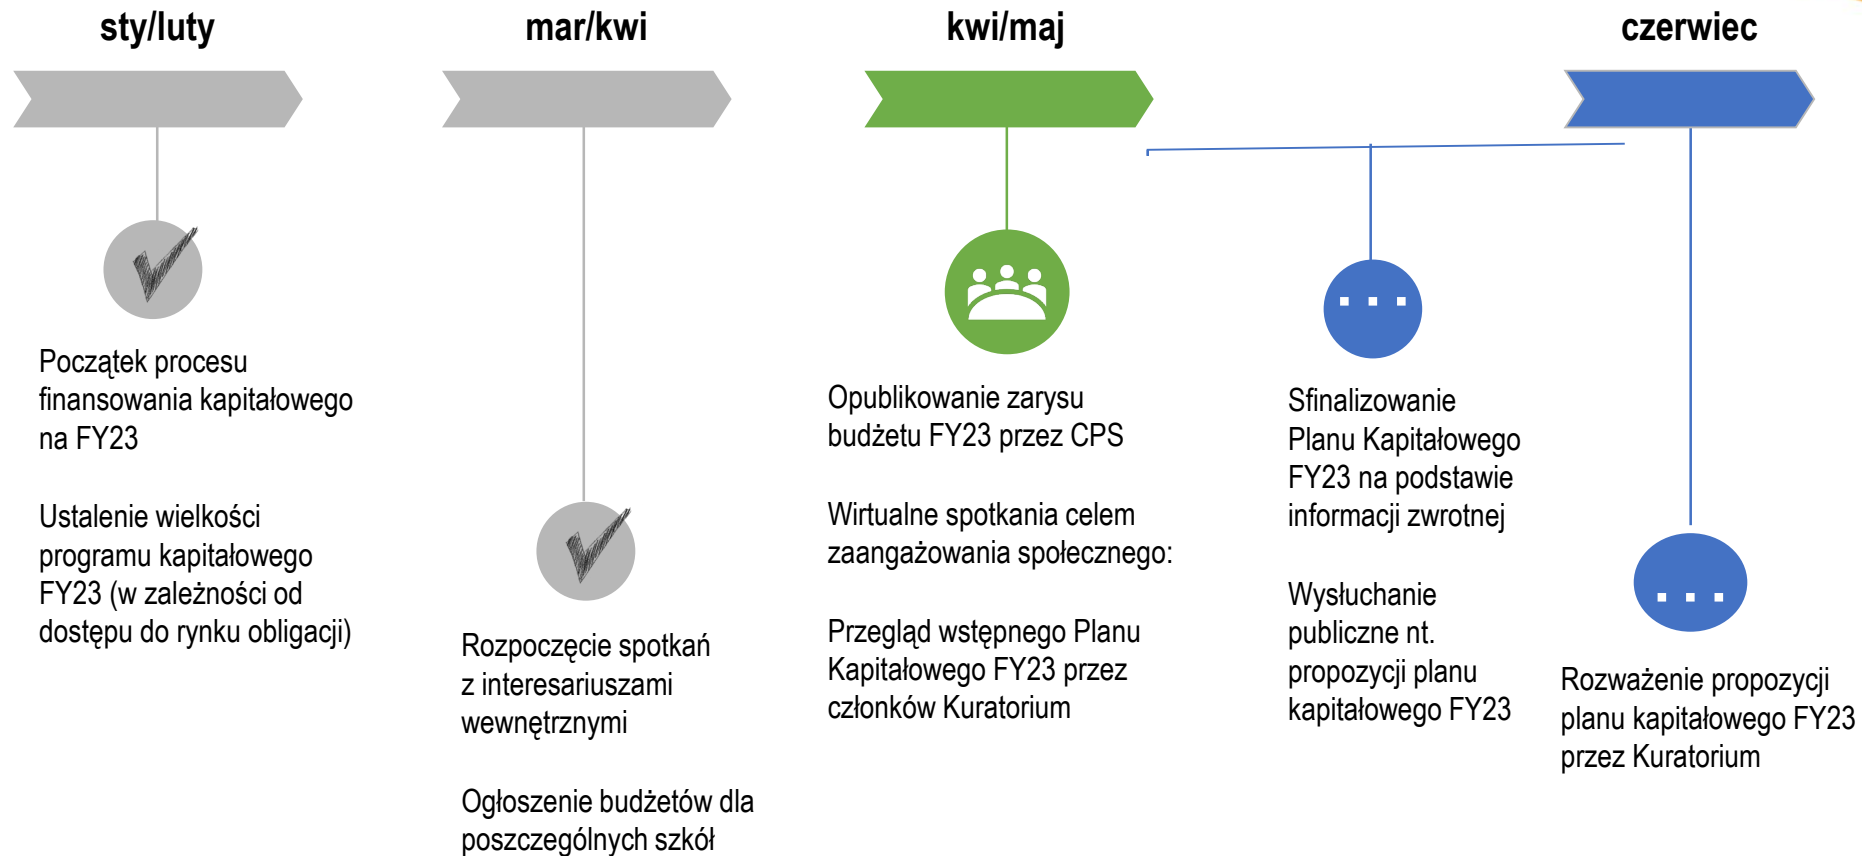 sty/luty
mar/kwi
kwi/maj
czerwiec
Początek procesu
finansowania kapitałowego
na FY23
Ustalenie wielkości
programu kapitałowego
FY23 (w zależności od
dostępu do rynku obligacji)
Rozpoczęcie spotkań
z interesariuszami
wewnętrznymi
Ogłoszenie budżetów dla
poszczególnych szkół
Opublikowanie zarysu
budżetu FY23 przez CPS
Wirtualne spotkania celem
zaangażowania społecznego:
Przegląd wstępnego Planu
Kapitałowego FY23 przez
członków Kuratorium
Sfinalizowanie
Planu Kapitałowego
FY23 na podstawie
informacji zwrotnej
Wysłuchanie
publiczne nt.
propozycji planu
kapitałowego FY23
Rozważenie propozycji
planu kapitałowego FY23
przez Kuratorium